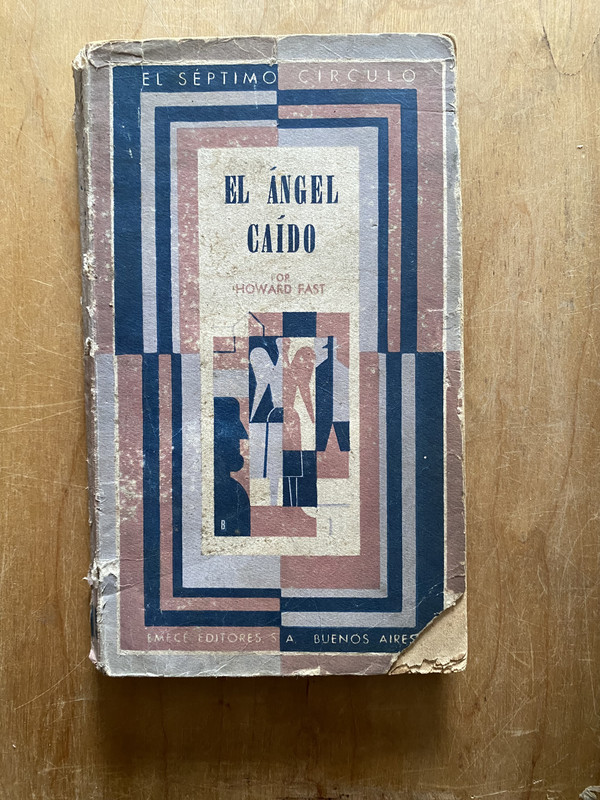 EL SÉPTIMO CÍRCULO
EL ÁNGEL
CAÍDO
POR
HOWARD FAST
B
EMECÉ EDITORES, S. A. BUENOS AIRES